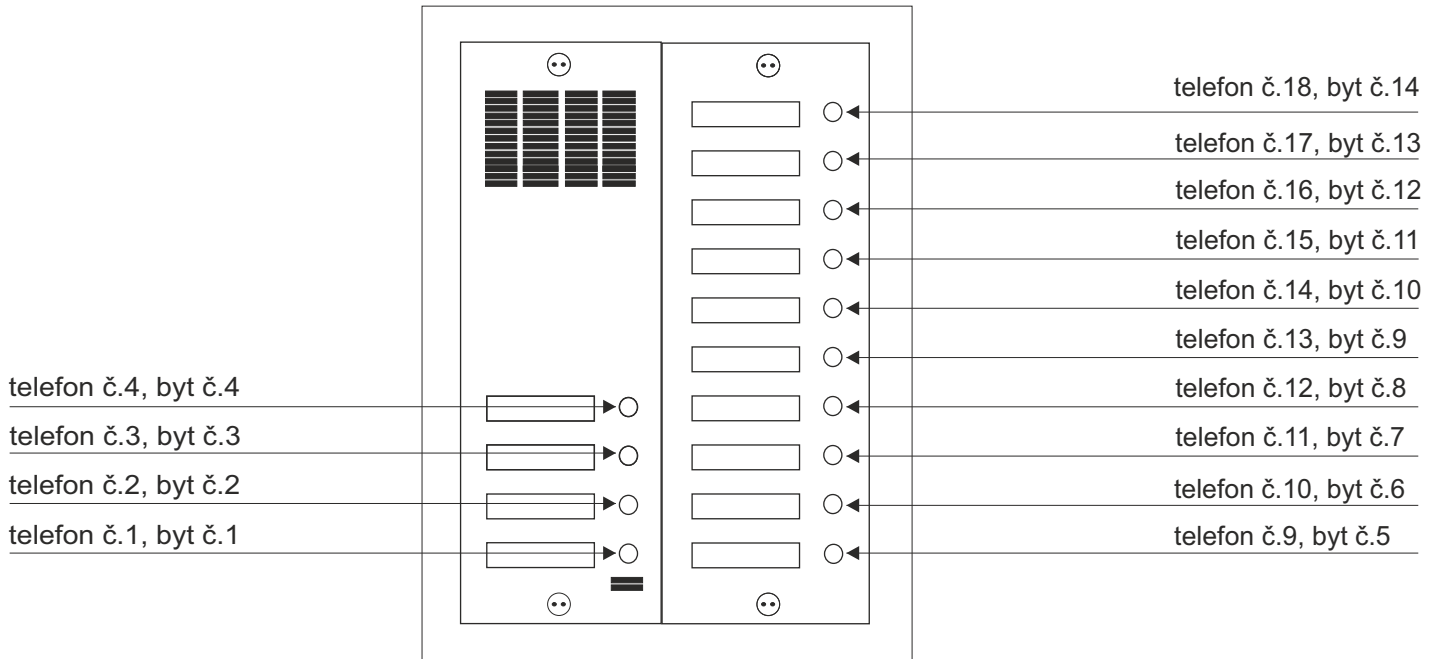 telefon č.4, byt č.4
telefon č.3, byt č.3
telefon č.2, byt č.2
telefon č.1, byt č.1
telefon č.18, byt č.14
telefon č.17, byt č.13
telefon č.16, byt č.12
telefon č.15, byt č.11
telefon č.14, byt č.10
telefon č.13, byt č.9
telefon č.12, byt č.8
telefon č.11, byt č.7
telefon č.10, byt č.6
telefon č.9, byt č.5